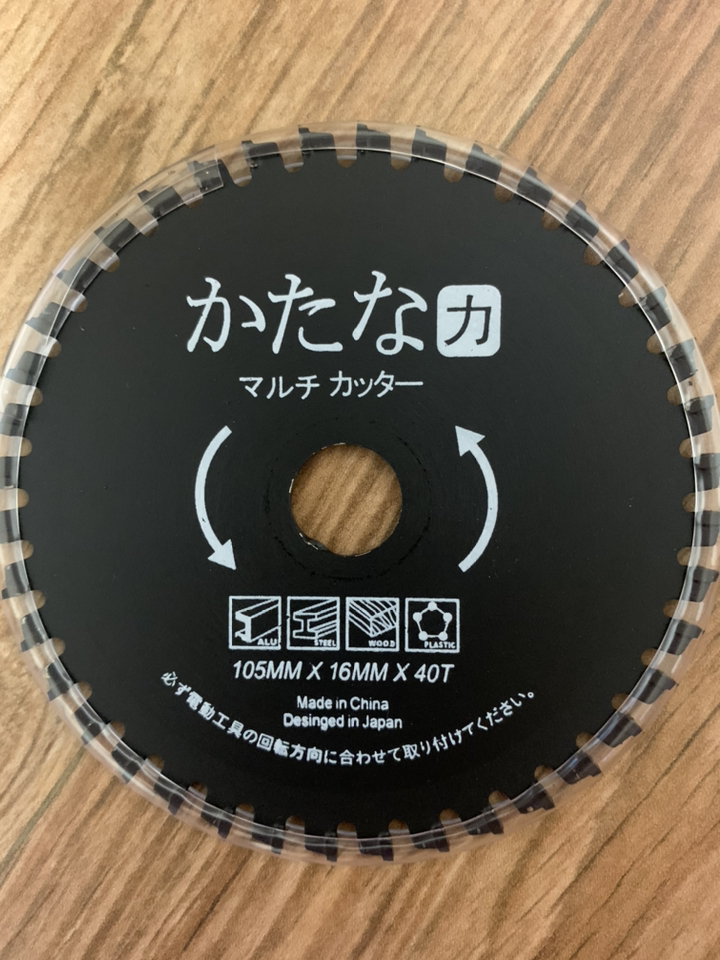 かたな力
マルチ カッター
ALU STEEL WOOD PLASTIC
105MM X 16MM X 40T
Made in China
Desinged in Japan
必ず電動工具の回転方向に合わせて取り付けてください。